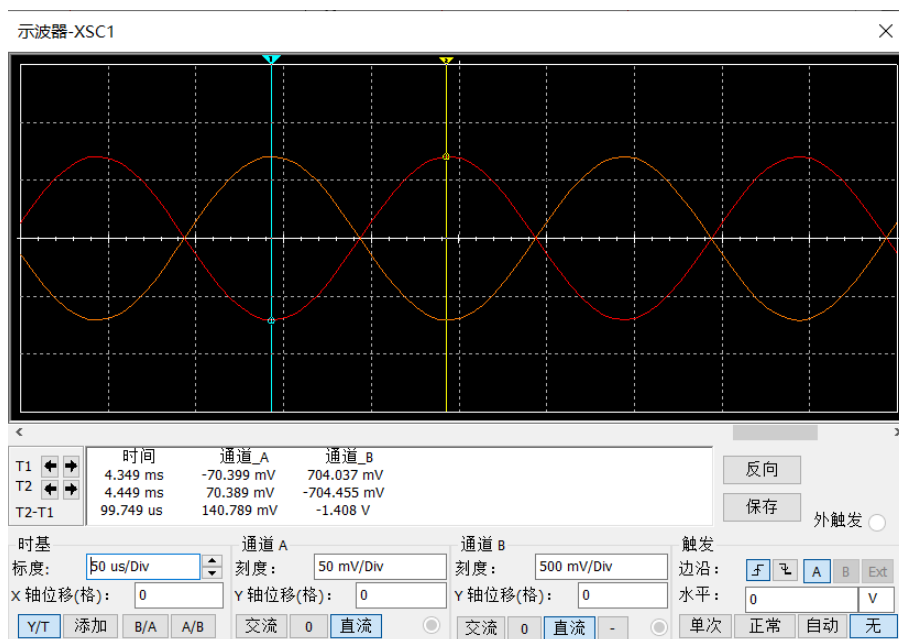 示波器-XSC1
1
2
时间 通道_A 通道_B
T1 4.349 ms -70.399 mV 704.037 mV
T2 4.449 ms 70.389 mV -704.455 mV
T2-T1 99.749 us 140.789 mV -1.408 V
反向
保存
外触发
时基 通道 A 通道 B 触发
标度: 50 us/Div 刻度: 50 mV/Div 刻度: 500 mV/Div 边沿: A B Ext
X 轴位移(格): 0 Y 轴位移(格): 0 Y 轴位移(格): 0 水平: 0 V
Y/T 添加 B/A A/B 交流 0 直流 交流 0 直流 - 单次 正常 自动 无